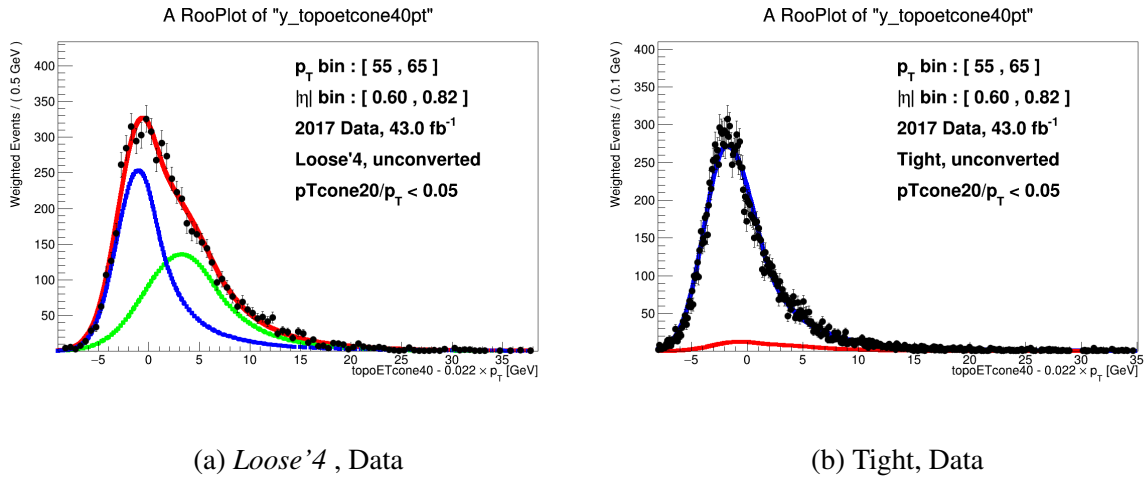 A RooPlot of "y_topoetcone40pt"
Weighted Events / ( 0.5 GeV )
400
350
300
250
200
150
100
50
p_T bin : [ 55 , 65 ]
|η| bin : [ 0.60 , 0.82 ]
2017 Data, 43.0 fb⁻¹
Loose'4, unconverted
pTcone20/p_T < 0.05
−5 0 5 10 15 20 25 30 35
topoETcone40 - 0.022 × p_T [GeV]
(a) Loose'4 , Data
A RooPlot of "y_topoetcone40pt"
Weighted Events / ( 0.1 GeV )
400
350
300
250
200
150
100
50
p_T bin : [ 55 , 65 ]
|η| bin : [ 0.60 , 0.82 ]
2017 Data, 43.0 fb⁻¹
Tight, unconverted
pTcone20/p_T < 0.05
−5 0 5 10 15 20 25 30 35
topoETcone40 - 0.022 × p_T [GeV]
(b) Tight, Data